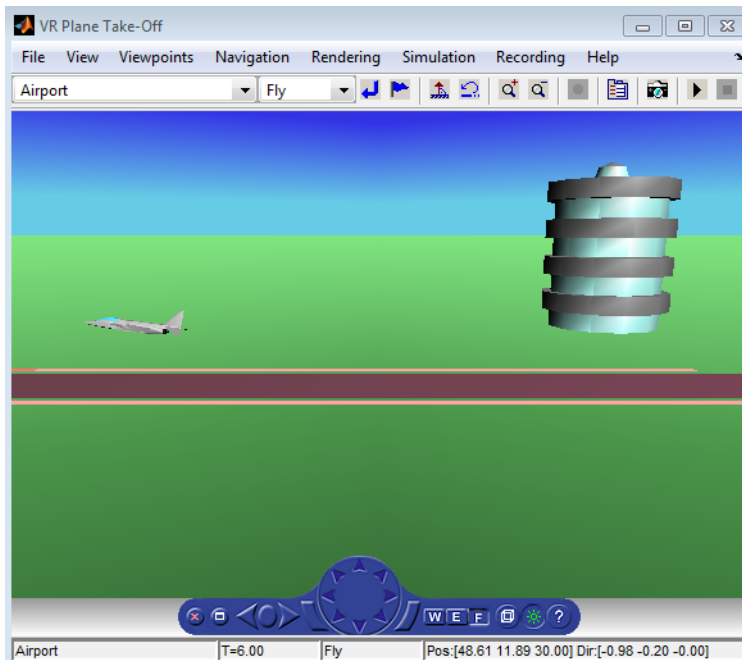 VR Plane Take-Off
File View Viewpoints Navigation Rendering Simulation Recording Help
Airport Fly
W E F ?
Airport T=6.00 Fly Pos:[48.61 11.89 30.00] Dir:[-0.98 -0.20 -0.00]